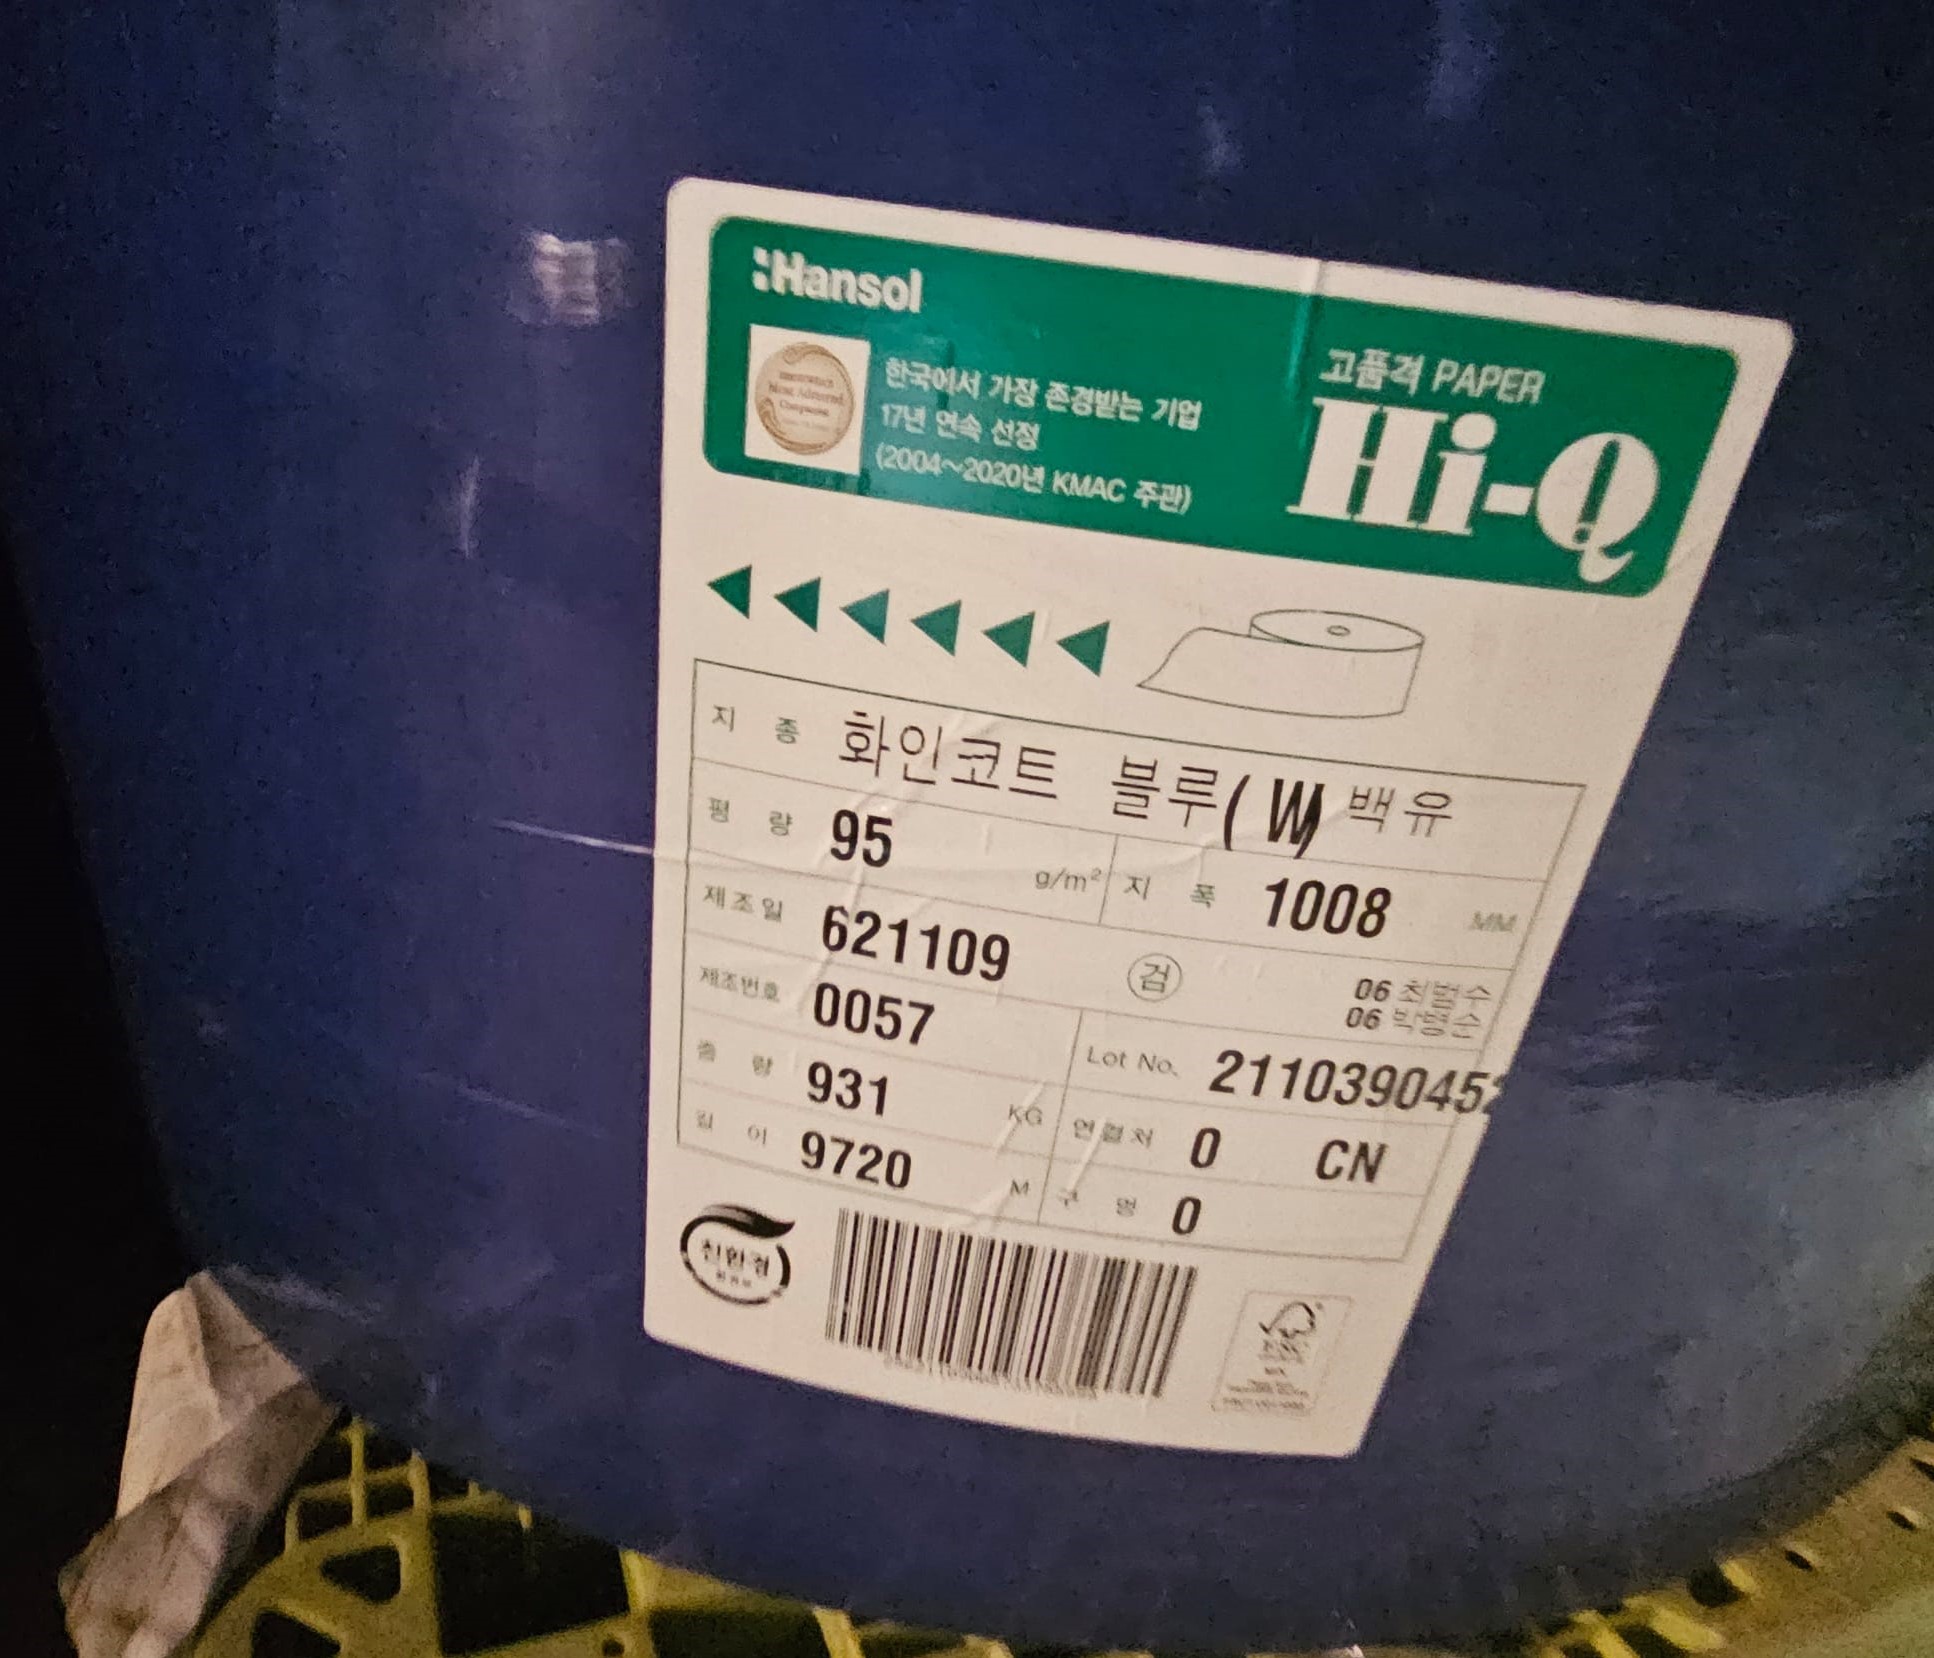 :Hansol
한국에서 가장 존경받는 기업
17년 연속 선정
(2004~2020년 KMAC 주관)
고품격 PAPER
Hi-Q
지 종 화인코트 블루(W)백유
평 량 95 g/m² 지 폭 1008 MM
제조일 621109 검 06 최범수
06 박병순
제조번호 0057 Lot No. 2110390452
중 량 931 KG 연결처 0 CN
길 이 9720 M 구 멍 0
친환경